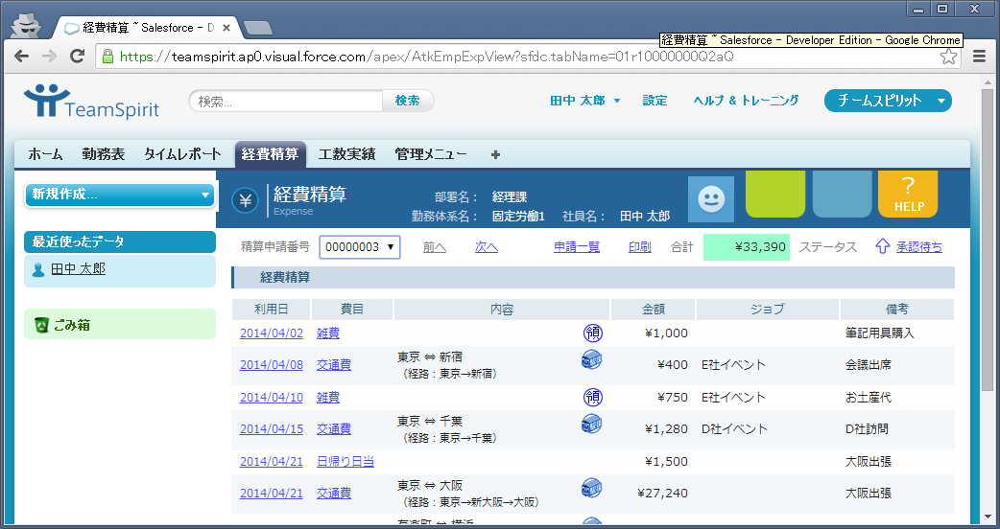 経費精算 ~ Salesforce - D
経費精算 ~ Salesforce - Developer Edition - Google Chrome
https://teamspirit.ap0.visual.force.com/apex/AtkEmpExpView?sfdc.tabName=01r10000000Q2aQ
TeamSpirit
検索...
検索
田中 太郎
設定
ヘルプ & トレーニング
チームスピリット
ホーム 勤務表 タイムレポート 経費精算 工数実績 管理メニュー +
新規作成...
最近使ったデータ
田中 太郎
ごみ箱
¥
経費精算
Expense
部署名： 経理課
勤務体系名： 固定労働1 社員名： 田中 太郎
?
HELP
精算申請番号 00000003 前へ 次へ 申請一覧 印刷 合計 ¥33,390 ステータス 承認待ち
経費精算
利用日 費目 内容 金額 ジョブ 備考
2014/04/02 雑費 領 ¥1,000 筆記用具購入
2014/04/08 交通費 東京 ⇔ 新宿 ¥400 E社イベント 会議出席
（経路：東京→新宿）
2014/04/10 雑費 領 ¥750 E社イベント お土産代
2014/04/15 交通費 東京 ⇔ 千葉 ¥1,280 D社イベント D社訪問
（経路：東京→千葉）
2014/04/21 日帰り日当 ¥1,500 大阪出張
2014/04/21 交通費 東京 ⇔ 大阪 ¥27,240 大阪出張
（経路：東京→新大阪→大阪）
有楽町 ⇔ 横浜